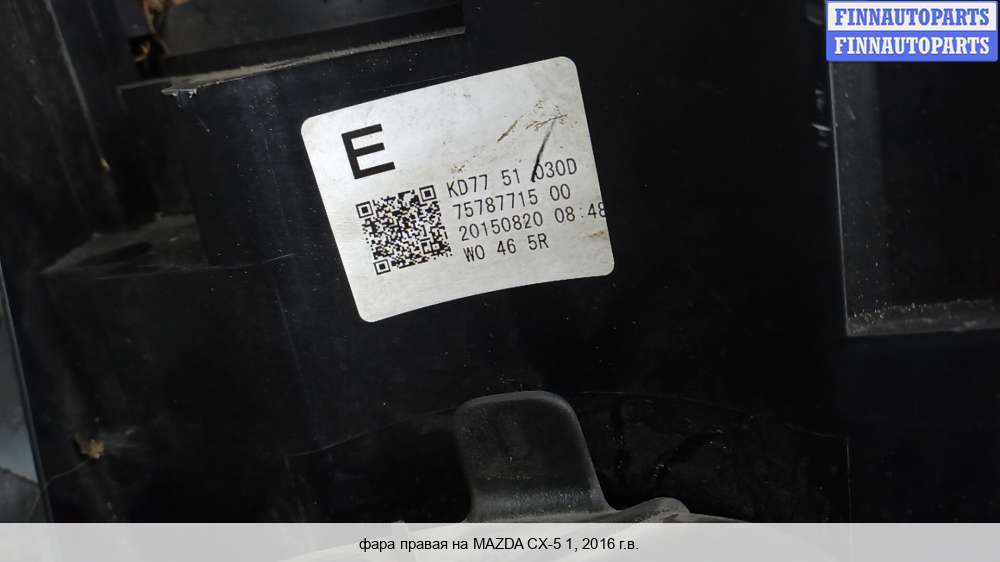 FINNAUTOPARTS
FINNAUTOPARTS
E
KD77 51 030D
75787715 00
20150820 08:48
WO 46 5R
фара правая на MAZDA CX-5 1, 2016 г.в.